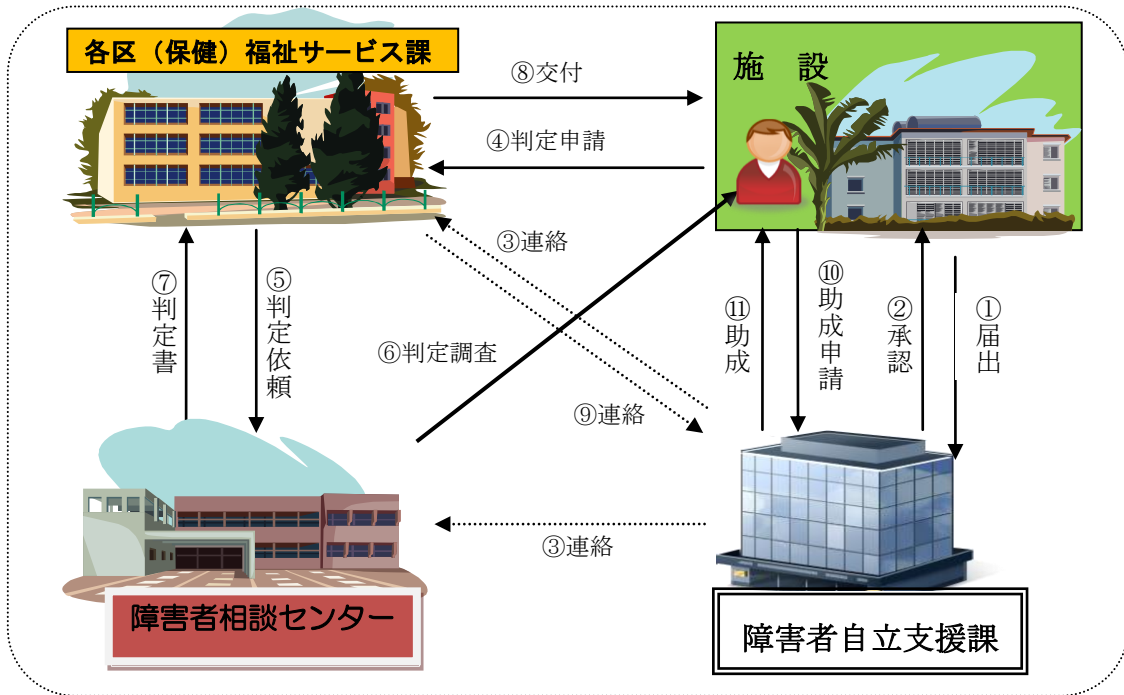 各区（保健）福祉サービス課
施　設
⑧交付
④判定申請
③連絡
⑦判定書
⑤判定依頼
⑥判定調査
⑨連絡
⑪助成
⑩助成申請
②承認
①届出
③連絡
障害者相談センター
障害者自立支援課